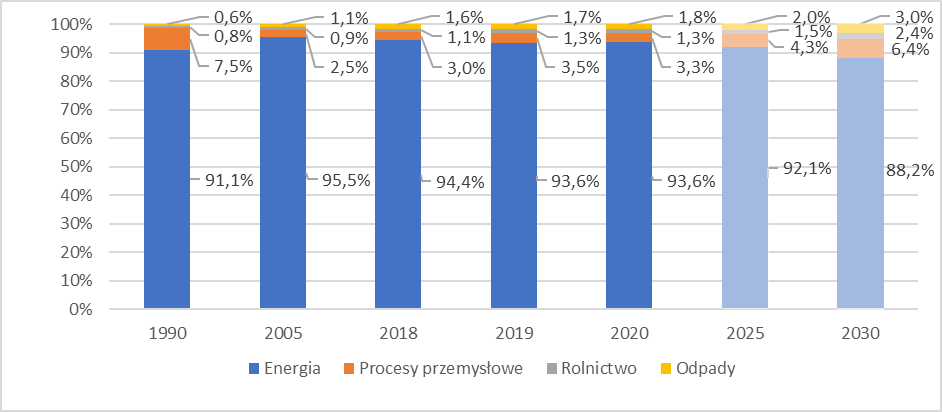 100% 0,6% 1,1% 1,6% 1,7% 1,8% 2,0% 3,0%
0,8% 0,9% 1,1% 1,3% 1,3% 1,5% 2,4%
90% 7,5% 2,5% 3,0% 3,5% 3,3% 4,3% 6,4%
80%
70%
60%
50% 91,1% 95,5% 94,4% 93,6% 93,6% 92,1% 88,2%
40%
30%
20%
10%
0%
1990 2005 2018 2019 2020 2025 2030
Energia Procesy przemysłowe Rolnictwo Odpady